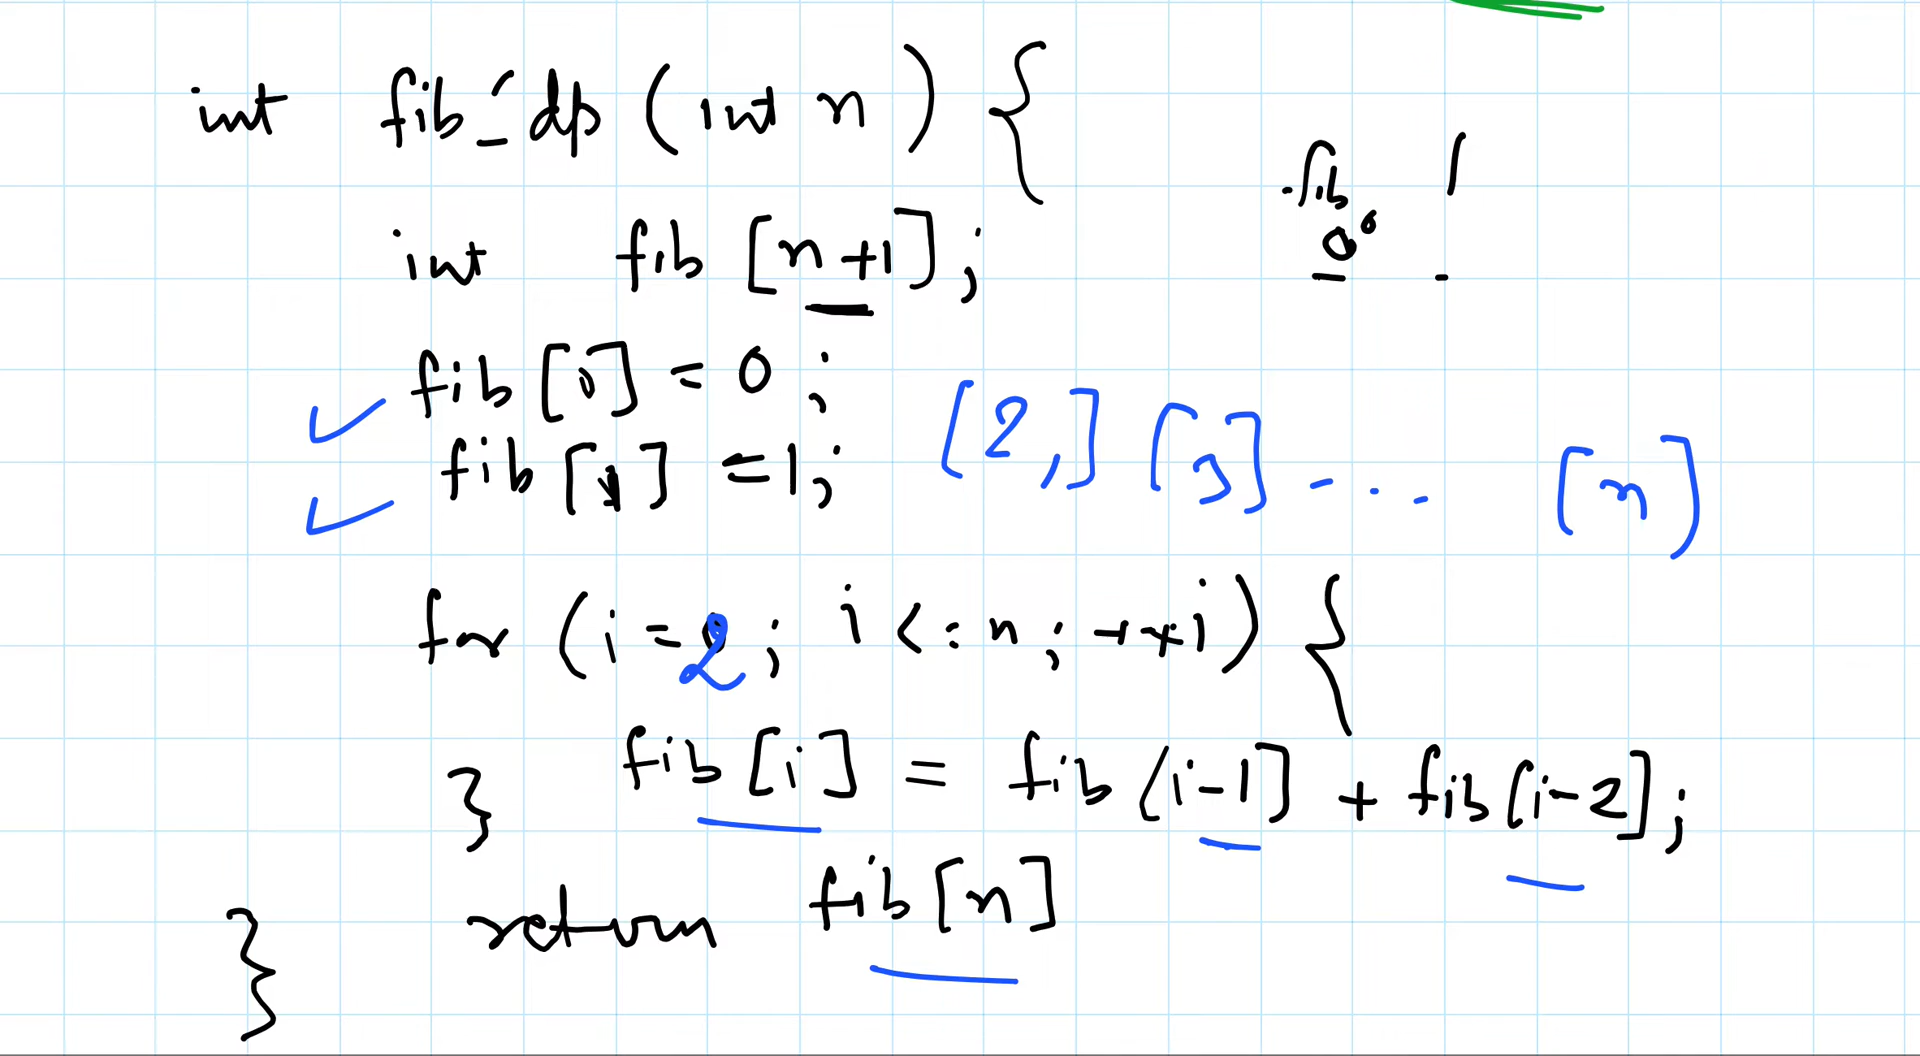 int fib_dp (int n) {
fib
0
int fib [n+1];
fib[0] = 0;
fib[1] =1;
[2,] [3] - . .. [n]
for (i = 2; i <= n; ++i) {
fib[i] = fib(i-1] + fib[i-2];
}
return fib[n]
}